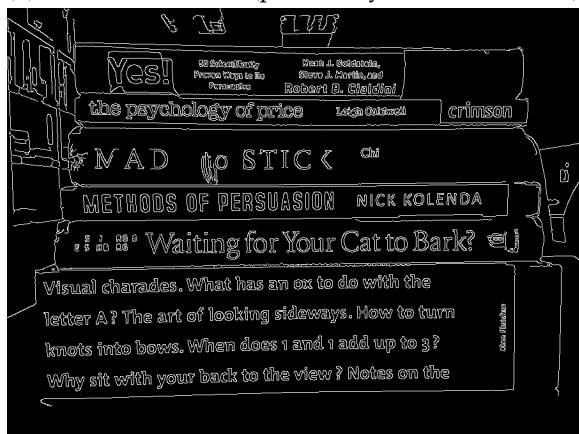 Yes!
50 Scientifically
Proven Ways to Be
Persuasive
Noah J. Goldstein,
Steve J. Martin, and
Robert B. Cialdini
the psychology of price
Leigh Caldwell
crimson
MAD to STICK
Chi
METHODS OF PERSUASION NICK KOLENDA
Waiting for Your Cat to Bark?
Visual charades. What has an ox to do with the
letter A? The art of looking sideways. How to turn
knots into bows. When does 1 and 1 add up to 3?
Why sit with your back to the view? Notes on the
Alan Fletcher